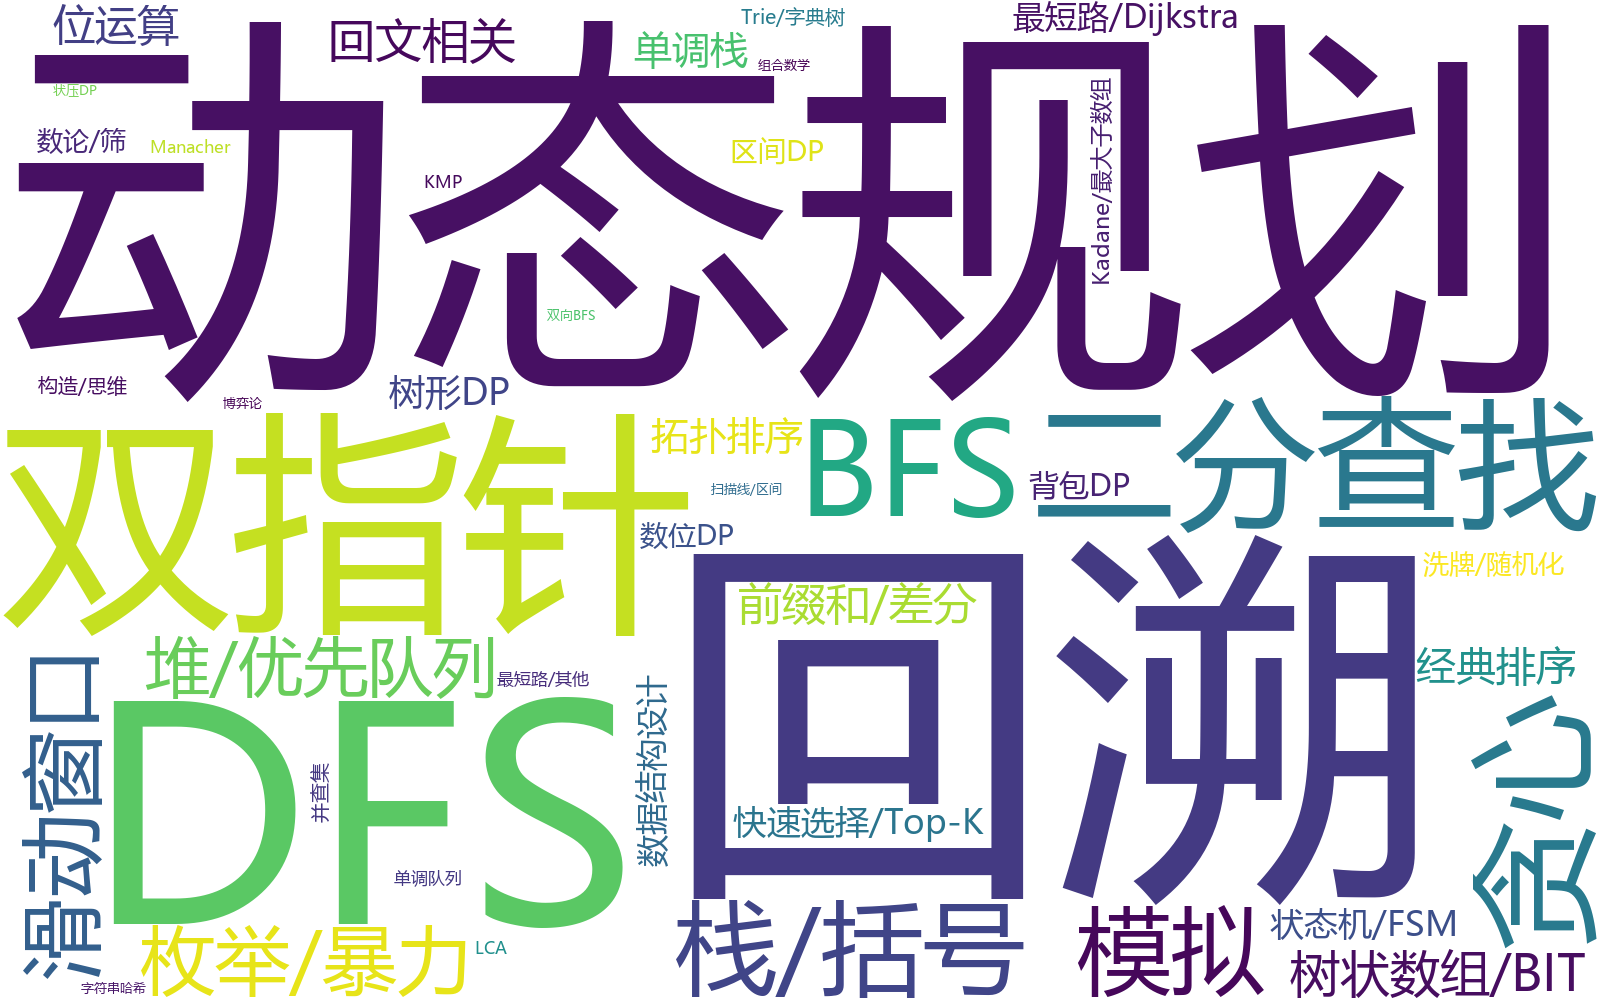 动态规划
位运算
回文相关
Trie/字典树
最短路/Dijkstra
单调栈
组合数学
状压DP
数论/筛
Manacher
区间DP
KMP
Kadane/最大子数组
双向BFS
构造/思维
博弈论
树形DP
双指针
拓扑排序
BFS
二分查找
背包DP
扫描线/区间
数位DP
回溯
洗牌/随机化
前缀和/差分
堆/优先队列
最短路/其他
经典排序
滑动窗口
DFS
并查集
数据结构设计
贪心
快速选择/Top-K
单调队列
枚举/暴力
LCA
栈/括号
模拟
状态机/FSM
树状数组/BIT
字符串哈希